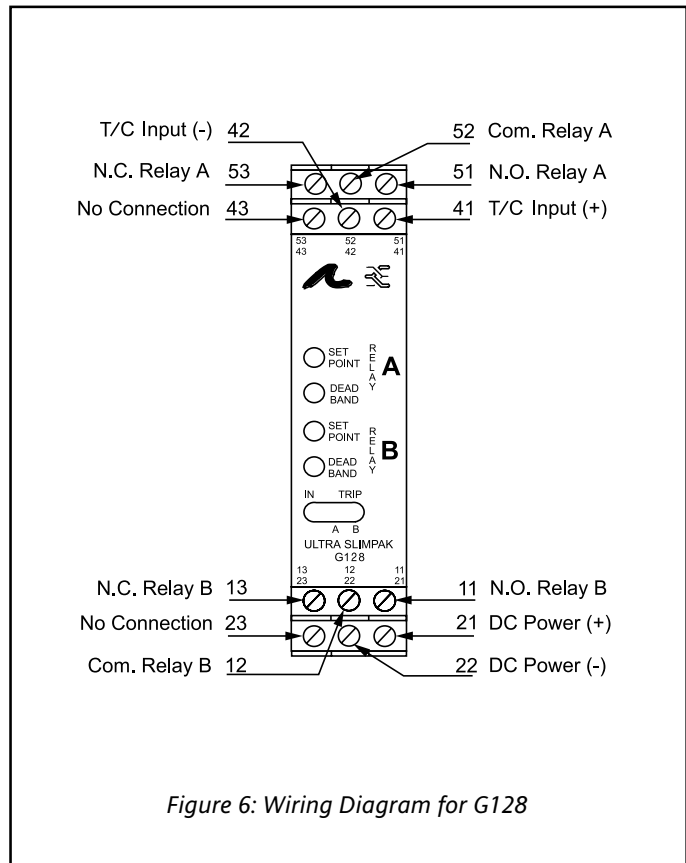 T/C Input (-) 42
52 Com. Relay A
N.C. Relay A 53
51 N.O. Relay A
No Connection 43
41 T/C Input (+)
53 52 51
43 42 41
SET POINT
DEAD BAND
RELAY A
SET POINT
DEAD BAND
RELAY B
IN TRIP
A B
ULTRA SLIMPAK
G128
13 12 11
23 22 21
N.C. Relay B 13
11 N.O. Relay B
No Connection 23
21 DC Power (+)
Com. Relay B 12
22 DC Power (-)
Figure 6: Wiring Diagram for G128